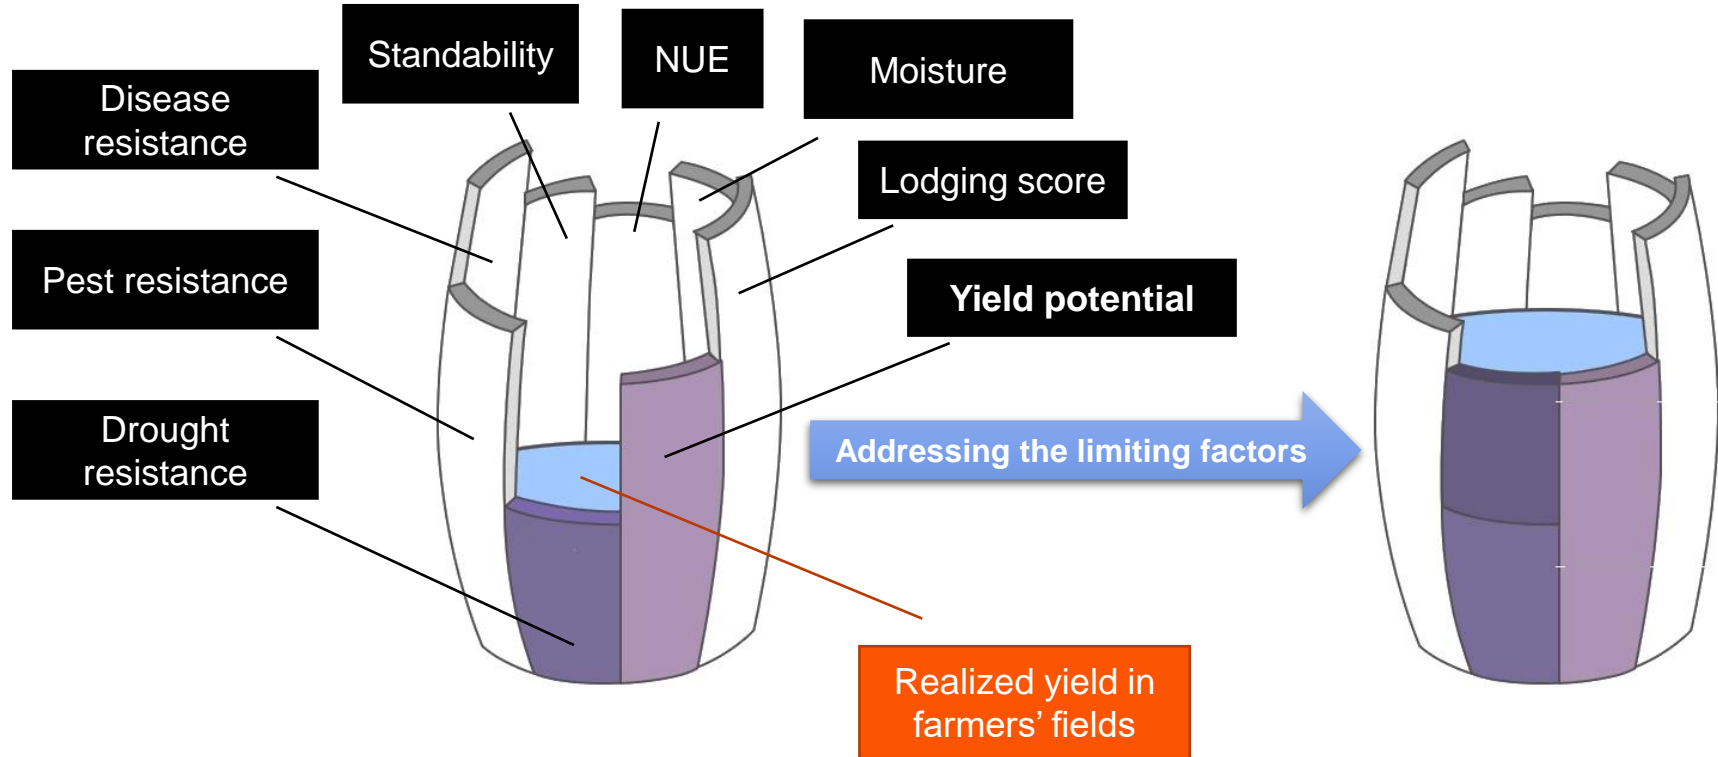 Standability
NUE
Moisture
Disease
resistance
Lodging score
Pest resistance
Yield potential
Drought
resistance
Addressing the limiting factors
Realized yield in
farmers’ fields